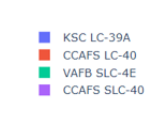 KSC LC-39A
CCAFS LC-40
VAFB SLC-4E
CCAFS SLC-40